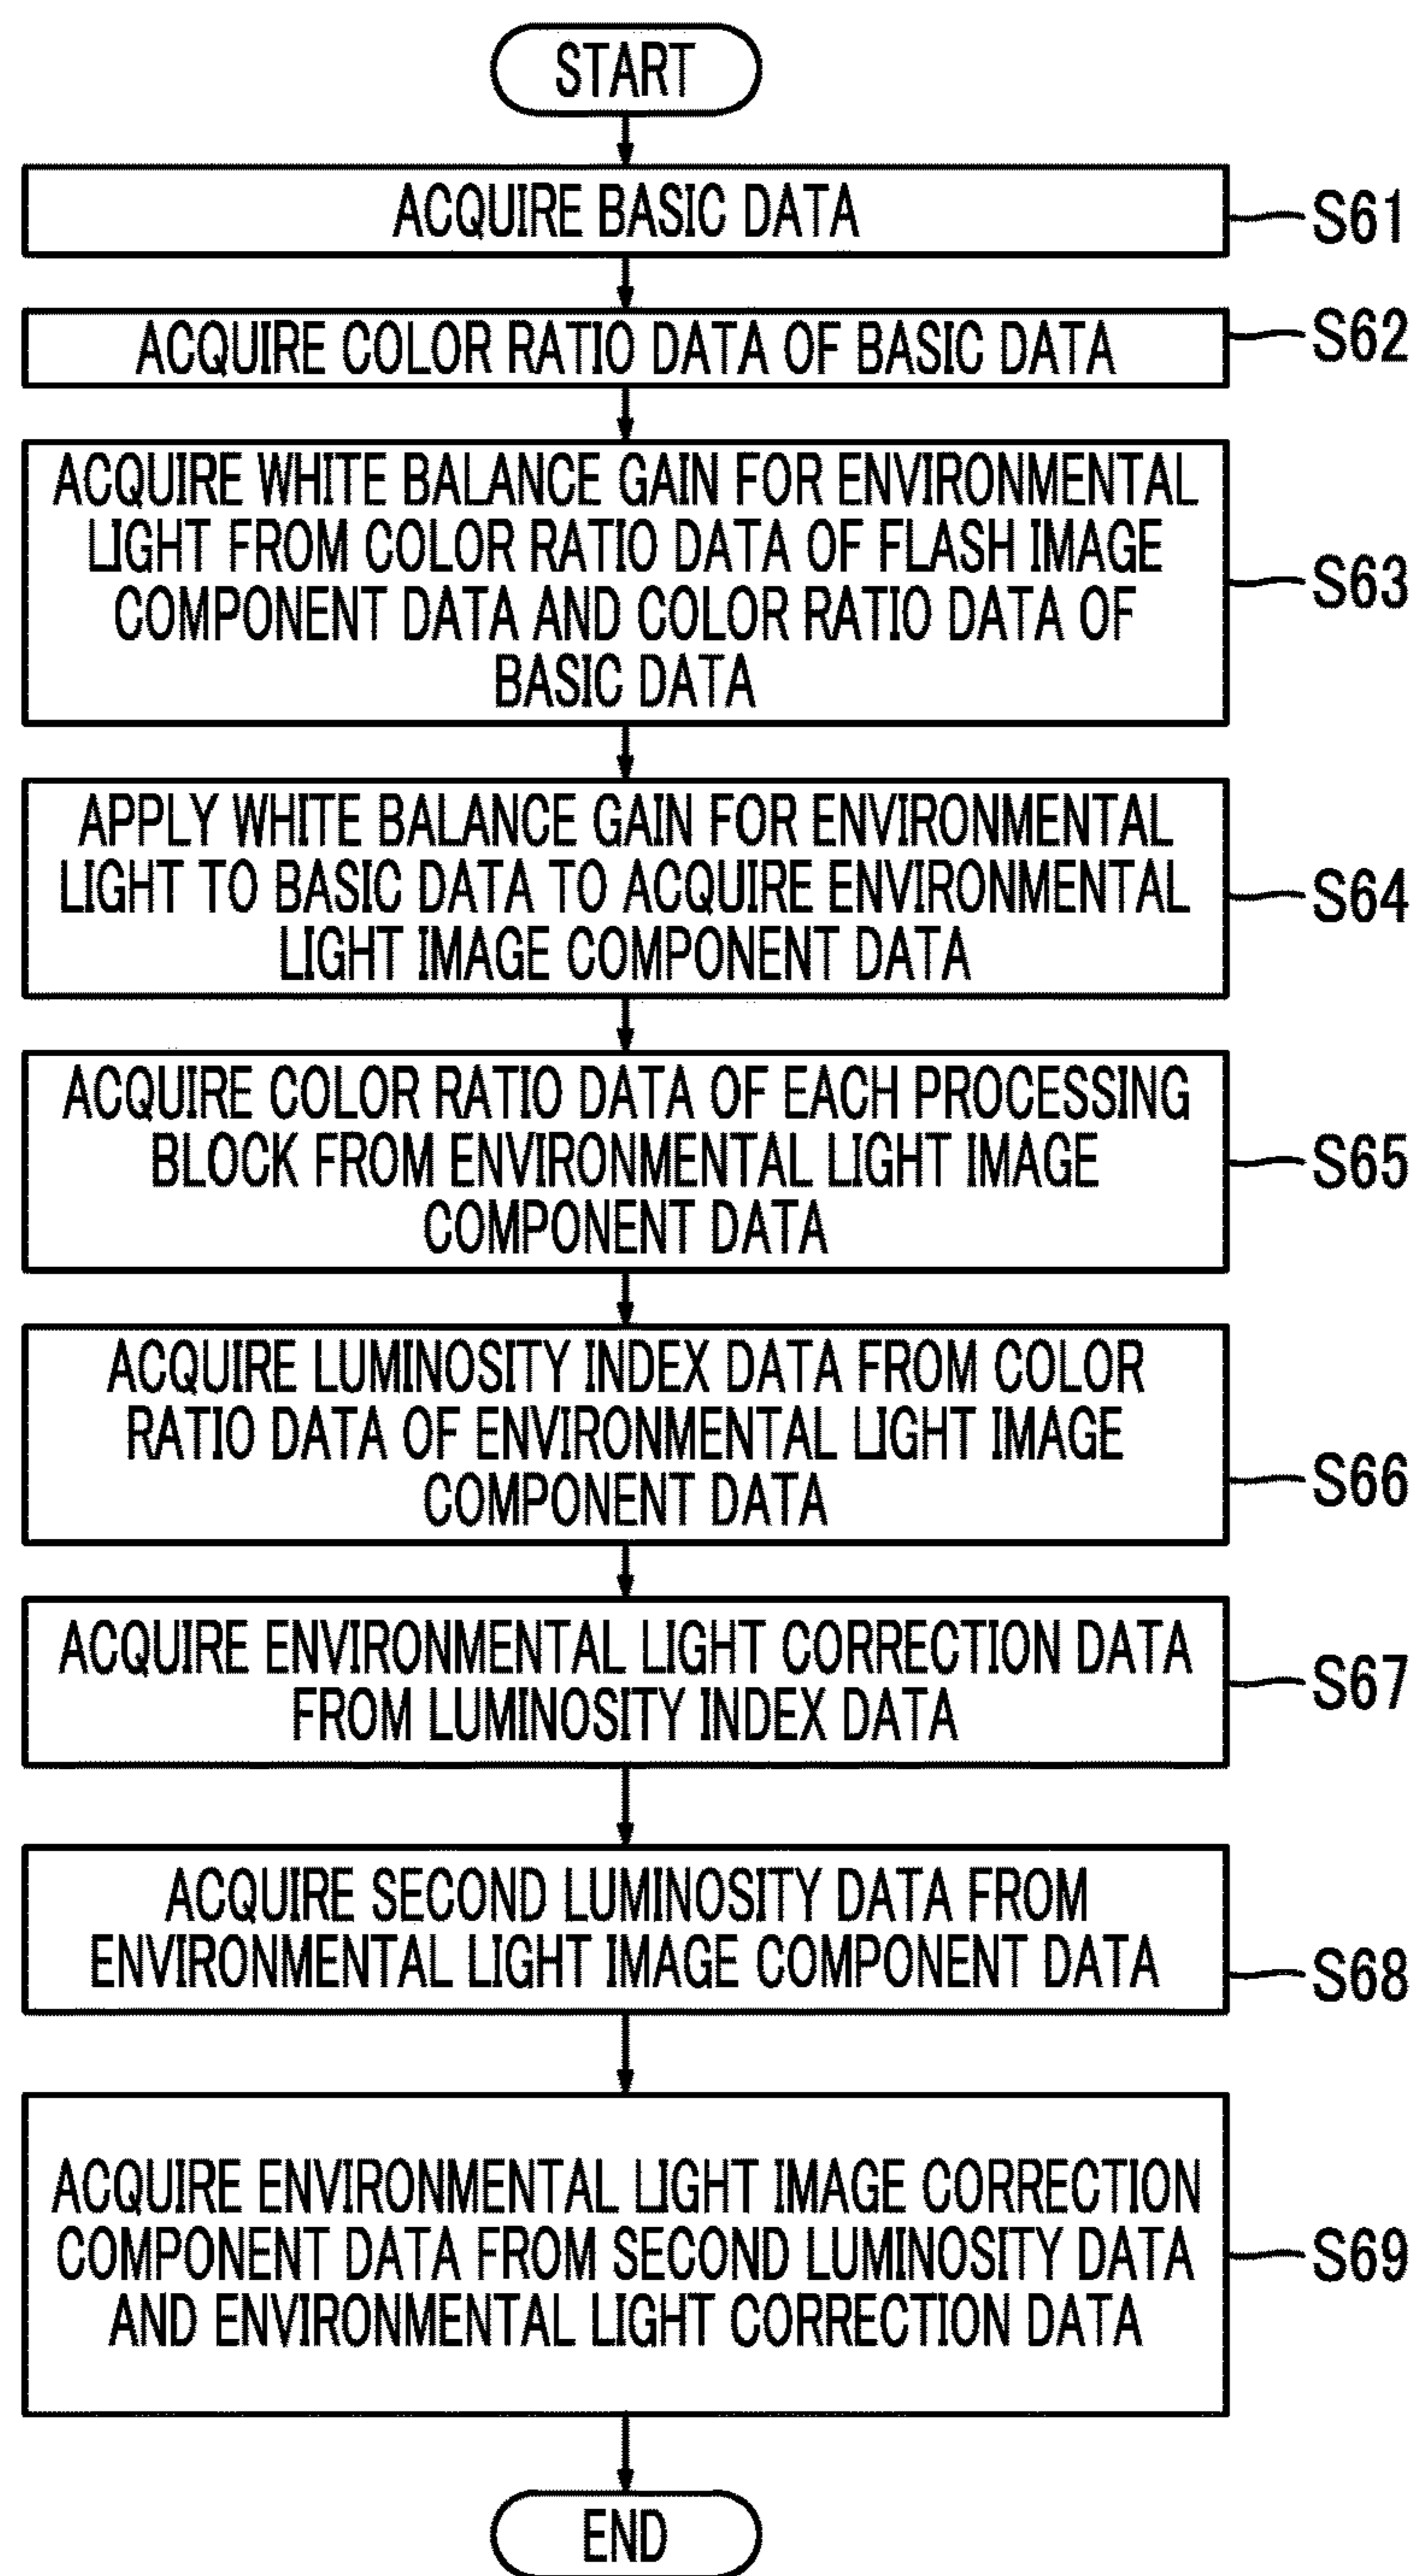 START
ACQUIRE BASIC DATA
S61
ACQUIRE COLOR RATIO DATA OF BASIC DATA
S62
ACQUIRE WHITE BALANCE GAIN FOR ENVIRONMENTAL
LIGHT FROM COLOR RATIO DATA OF FLASH IMAGE
COMPONENT DATA AND COLOR RATIO DATA OF
BASIC DATA
S63
APPLY WHITE BALANCE GAIN FOR ENVIRONMENTAL
LIGHT TO BASIC DATA TO ACQUIRE ENVIRONMENTAL
LIGHT IMAGE COMPONENT DATA
S64
ACQUIRE COLOR RATIO DATA OF EACH PROCESSING
BLOCK FROM ENVIRONMENTAL LIGHT IMAGE
COMPONENT DATA
S65
ACQUIRE LUMINOSITY INDEX DATA FROM COLOR
RATIO DATA OF ENVIRONMENTAL LIGHT IMAGE
COMPONENT DATA
S66
ACQUIRE ENVIRONMENTAL LIGHT CORRECTION DATA
FROM LUMINOSITY INDEX DATA
S67
ACQUIRE SECOND LUMINOSITY DATA FROM
ENVIRONMENTAL LIGHT IMAGE COMPONENT DATA
S68
ACQUIRE ENVIRONMENTAL LIGHT IMAGE CORRECTION
COMPONENT DATA FROM SECOND LUMINOSITY DATA
AND ENVIRONMENTAL LIGHT CORRECTION DATA
S69
END